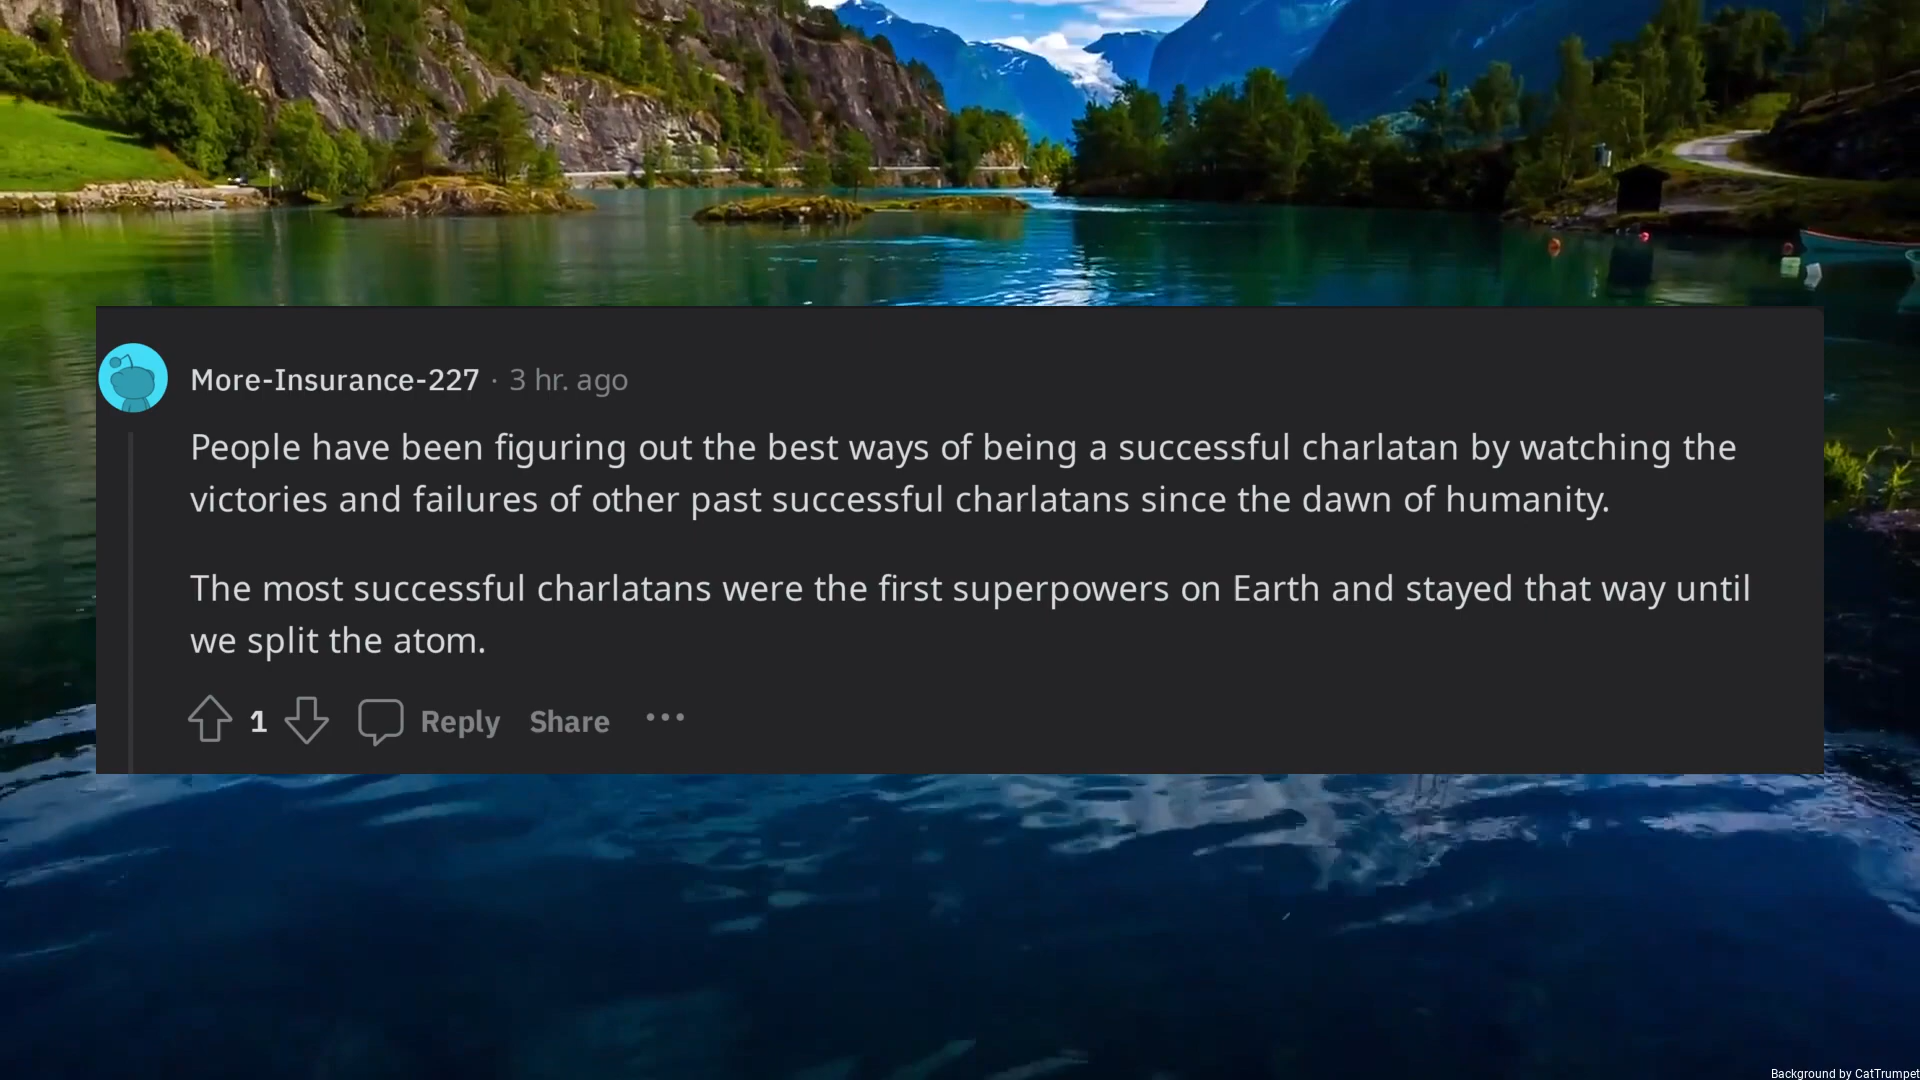 More-Insurance-227 · 3 hr. ago
People have been figuring out the best ways of being a successful charlatan by watching the
victories and failures of other past successful charlatans since the dawn of humanity.
The most successful charlatans were the first superpowers on Earth and stayed that way until
we split the atom.
1 Reply Share ···
Background by CatTrumpet